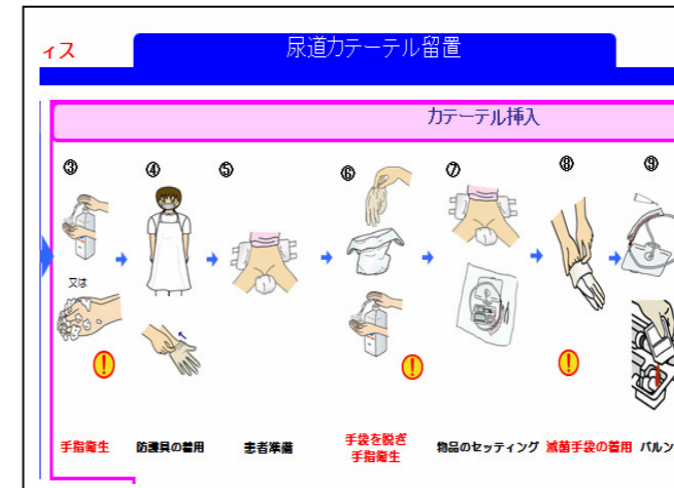 ィス
尿道カテーテル留置
カテーテル挿入
③
④
⑤
⑥
⑦
⑧
⑨
又は
!
!
!
手指衛生
防護具の着用
患者準備
手袋を脱ぎ
手指衛生
物品のセッティング
滅菌手袋の着用
バルン